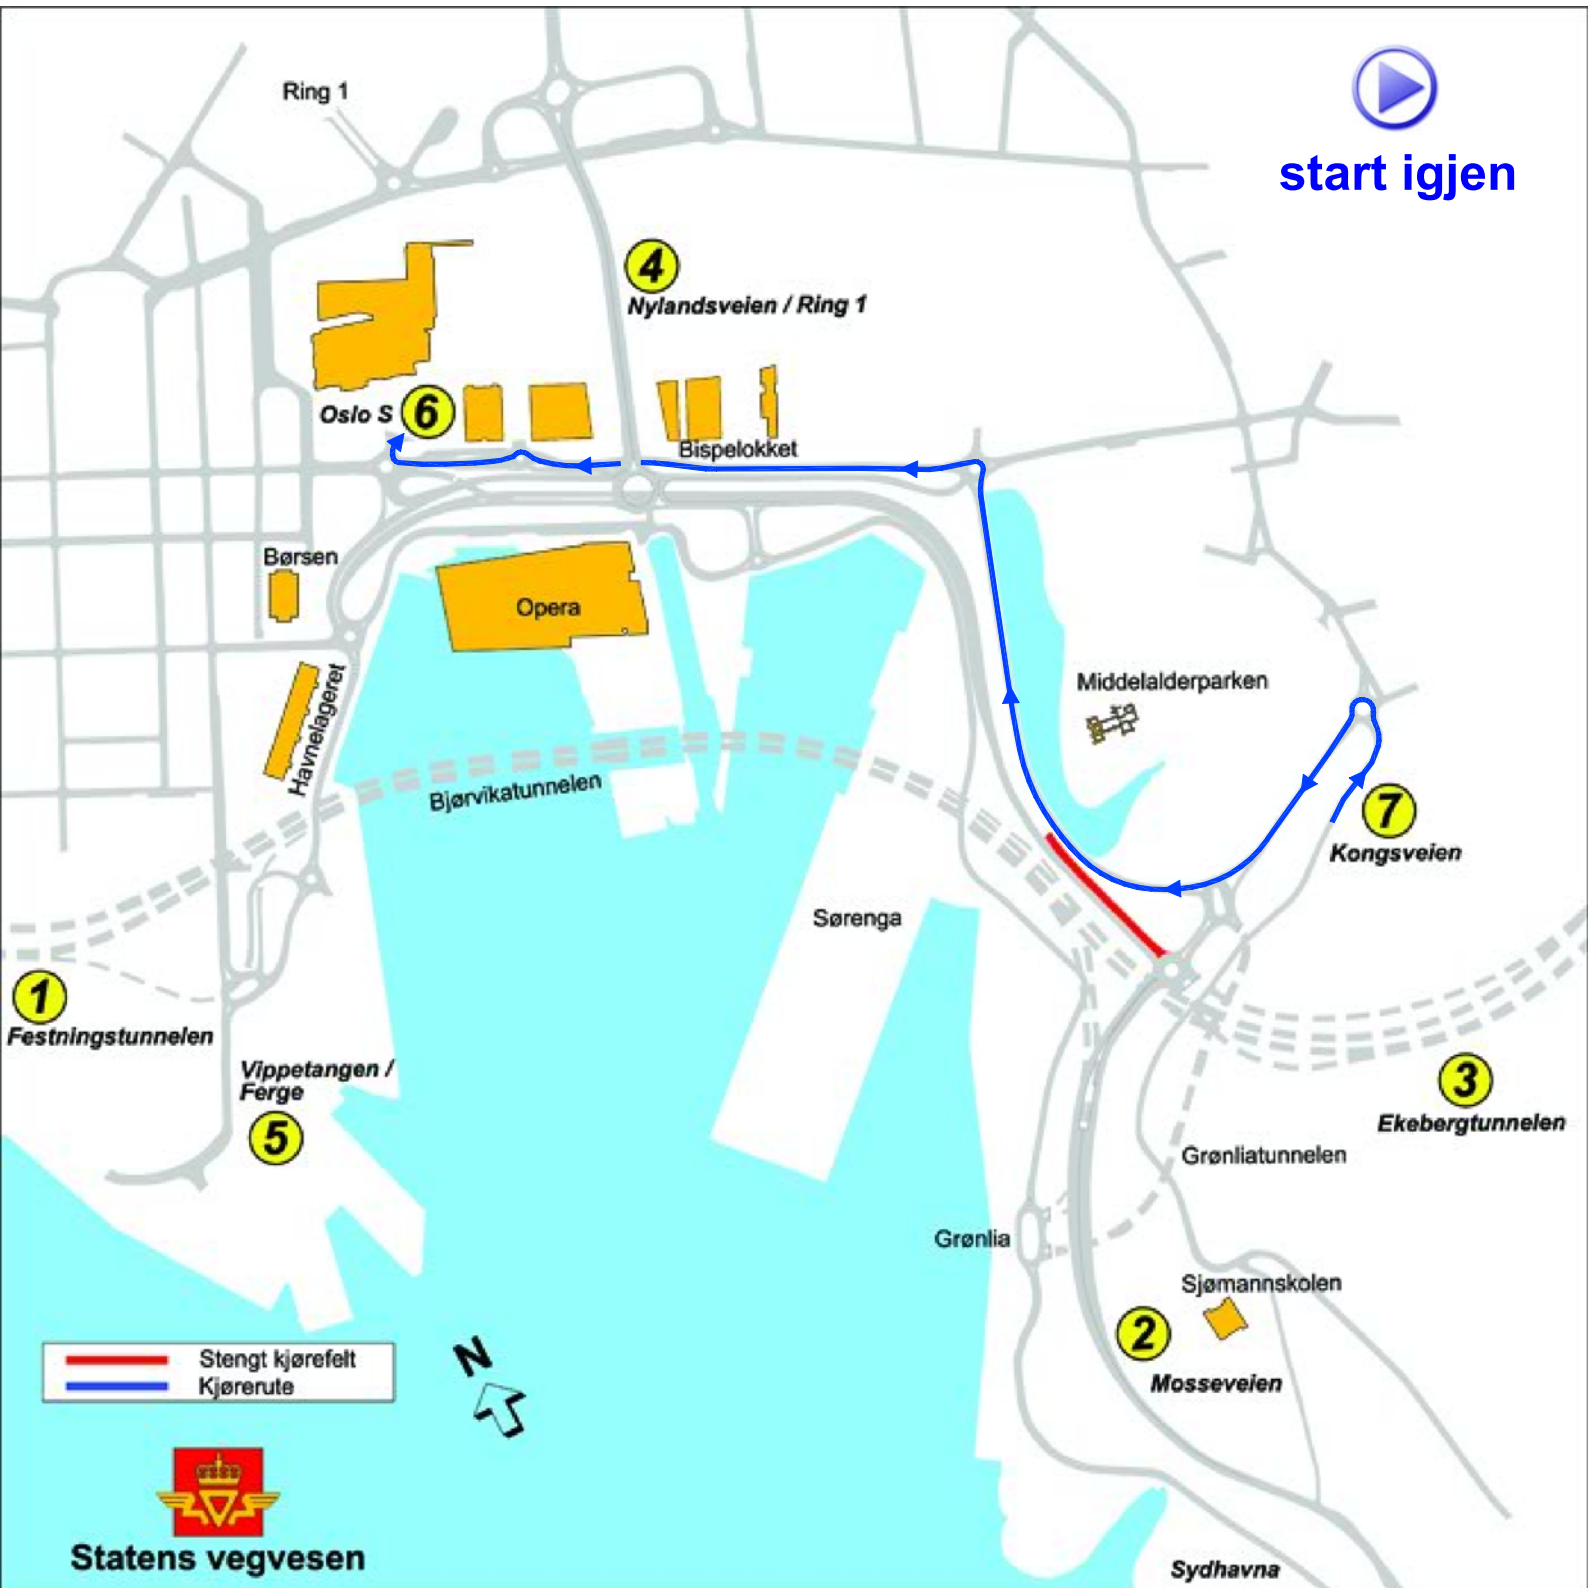 Ring 1
start igjen
4
Nylandsveien / Ring 1
Oslo S
6
Bispelokket
Børsen
Opera
Havnelageret
Middelalderparken
Bjørvikatunnelen
7
Kongsveien
Sørenga
1
Festningstunnelen
Vippetangen /
Ferge
5
3
Ekebergtunnelen
Grønliatunnelen
Grønlia
Sjømannskolen
2
Mosseveien
Stengt kjørefelt
Kjørerute
N
Statens vegvesen
Sydhavna